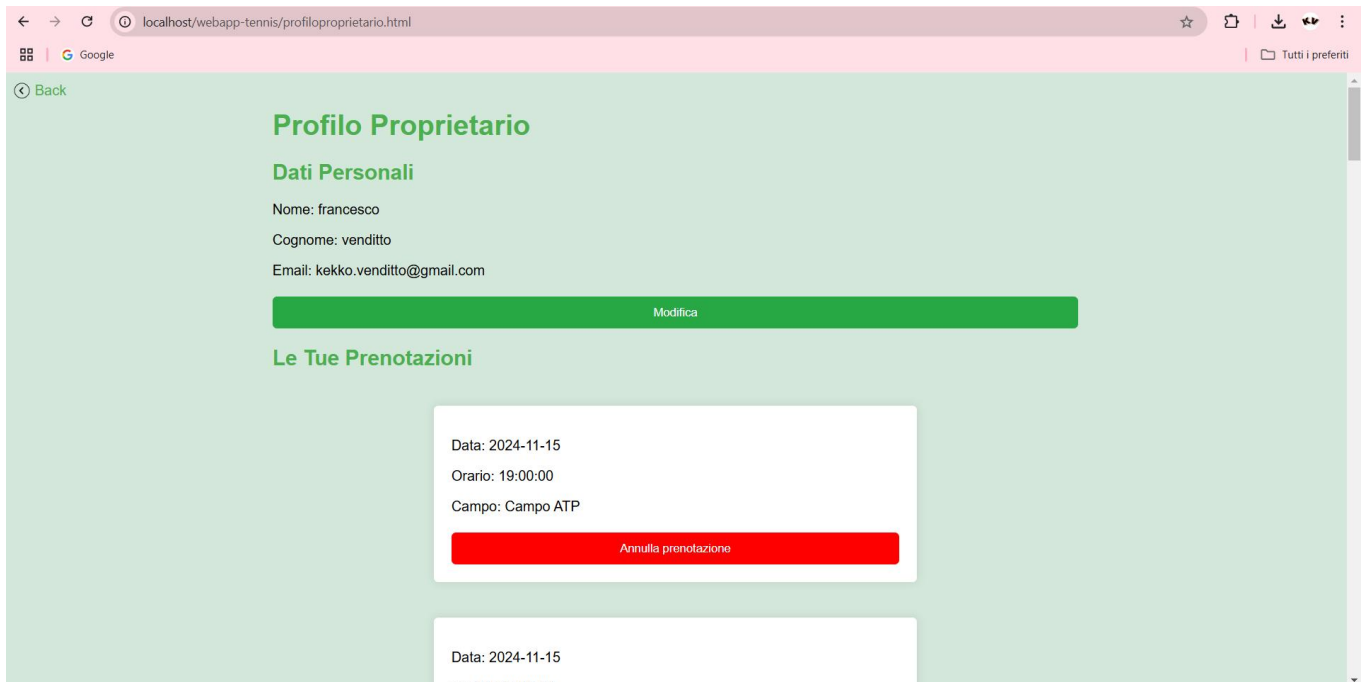 localhost/webapp-tennis/profiloproprietario.html
Google
Tutti i preferiti
Back
Profilo Proprietario
Dati Personali
Nome: francesco
Cognome: venditto
Email: kekko.venditto@gmail.com
Modifica
Le Tue Prenotazioni
Data: 2024-11-15
Orario: 19:00:00
Campo: Campo ATP
Annulla prenotazione
Data: 2024-11-15